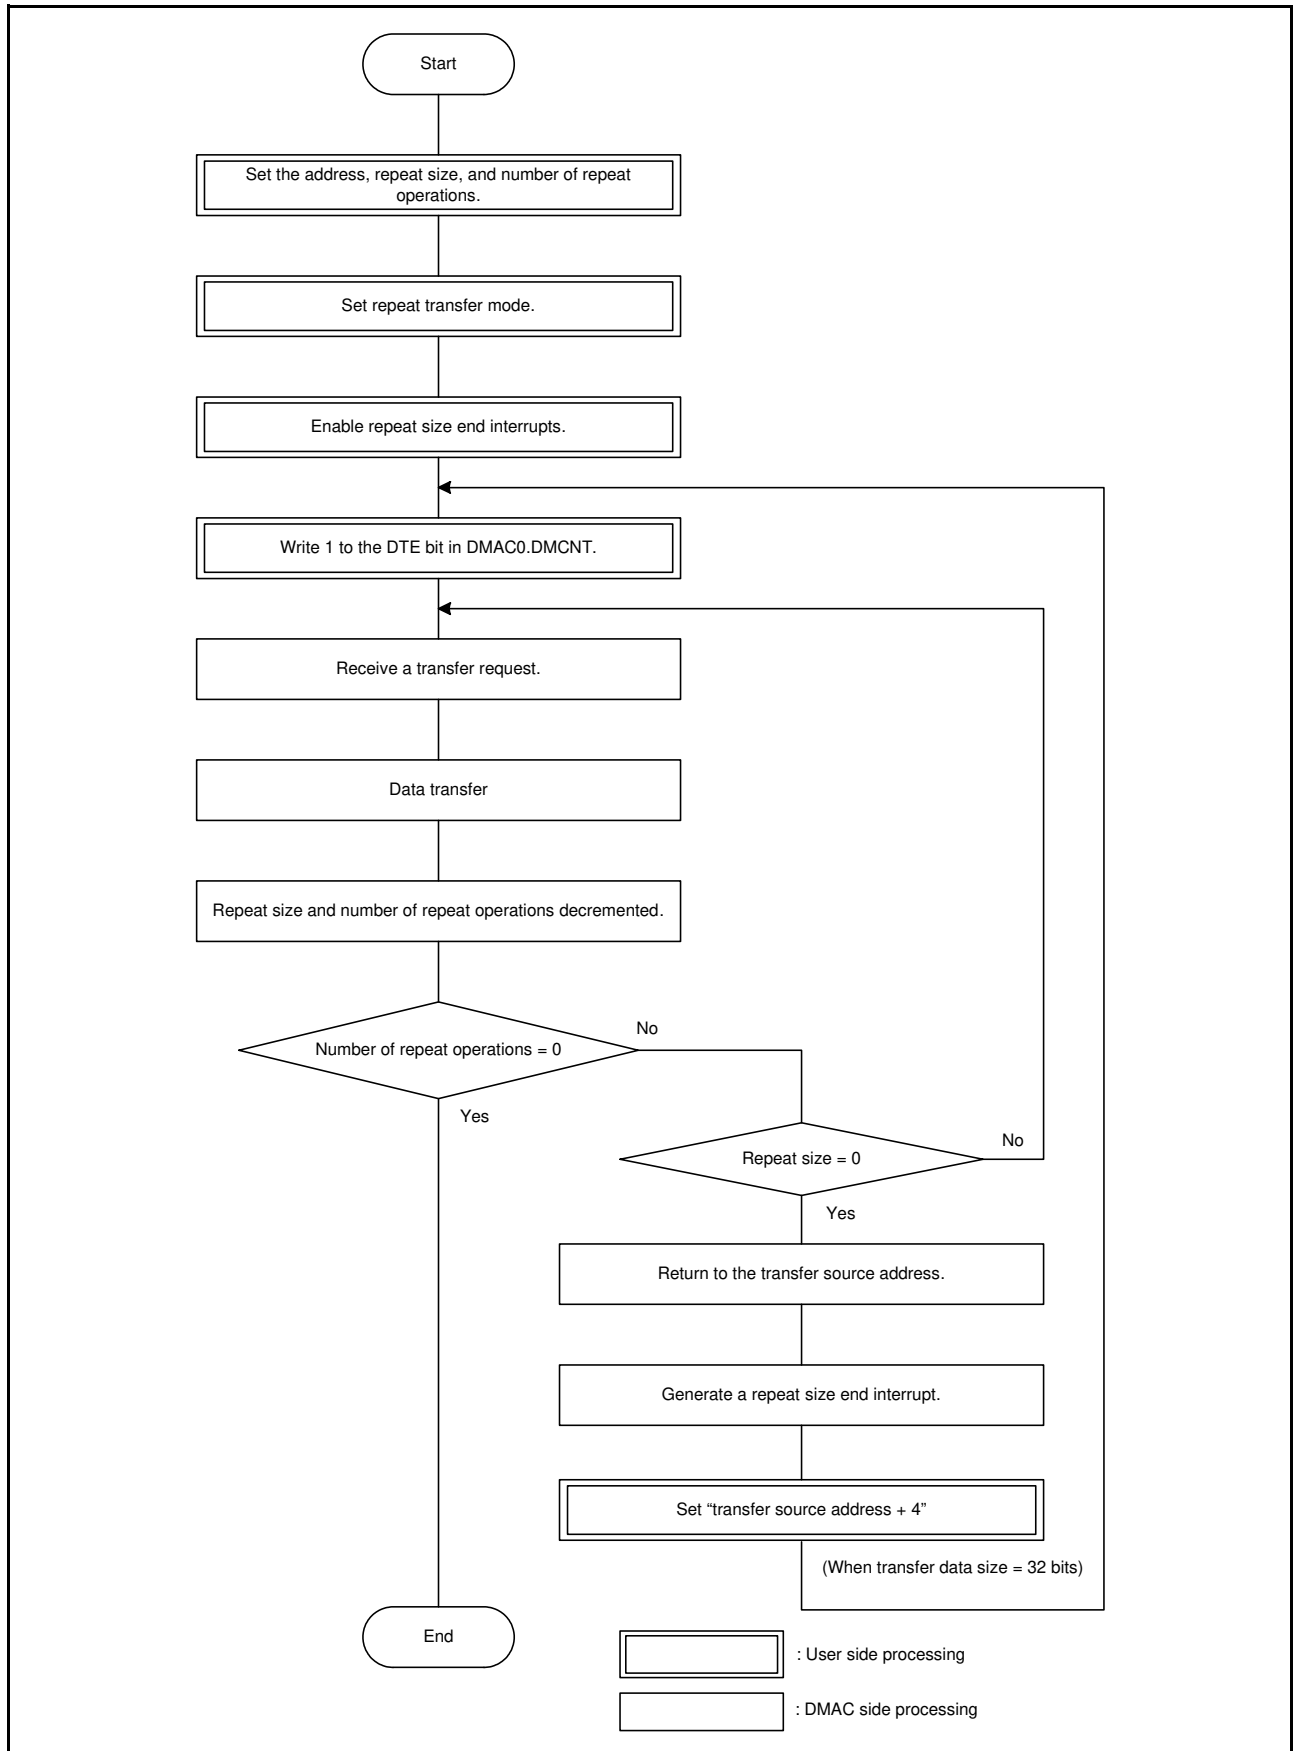 Start
Set the address, repeat size, and number of repeat
operations.
Set repeat transfer mode.
Enable repeat size end interrupts.
Write 1 to the DTE bit in DMAC0.DMCNT.
Receive a transfer request.
Data transfer
Repeat size and number of repeat operations decremented.
Number of repeat operations = 0
No
Yes
Repeat size = 0
No
Yes
Return to the transfer source address.
Generate a repeat size end interrupt.
Set “transfer source address + 4”
(When transfer data size = 32 bits)
End
: User side processing
: DMAC side processing